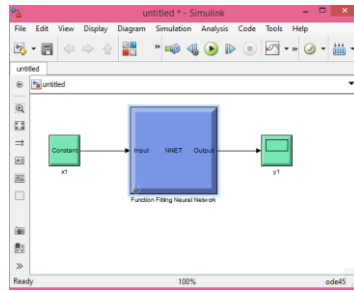 untitled * - Simulink
File Edit View Display Diagram Simulation Analysis Code Tools Help
untitled
untitled
Constant
x1
Input NNET Output
Function Fitting Neural Network
y1
Ready 100% ode45